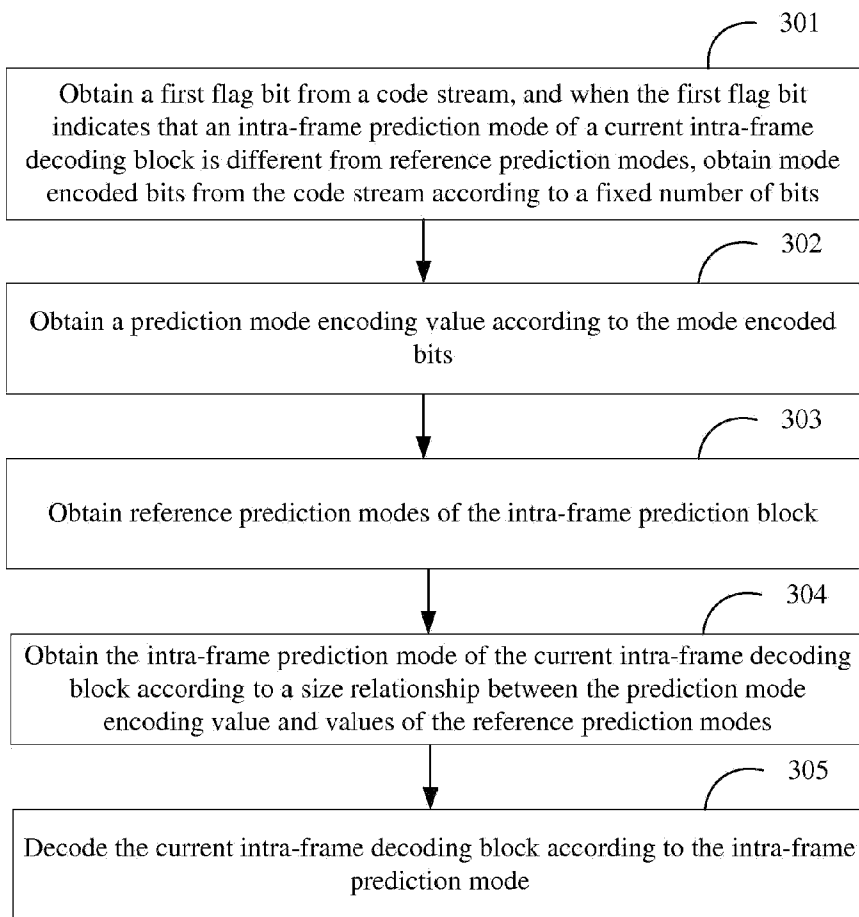 301
Obtain a first flag bit from a code stream, and when the first flag bit
indicates that an intra-frame prediction mode of a current intra-frame
decoding block is different from reference prediction modes, obtain mode
encoded bits from the code stream according to a fixed number of bits
302
Obtain a prediction mode encoding value according to the mode encoded
bits
303
Obtain reference prediction modes of the intra-frame prediction block
304
Obtain the intra-frame prediction mode of the current intra-frame decoding
block according to a size relationship between the prediction mode
encoding value and values of the reference prediction modes
305
Decode the current intra-frame decoding block according to the intra-frame
prediction mode